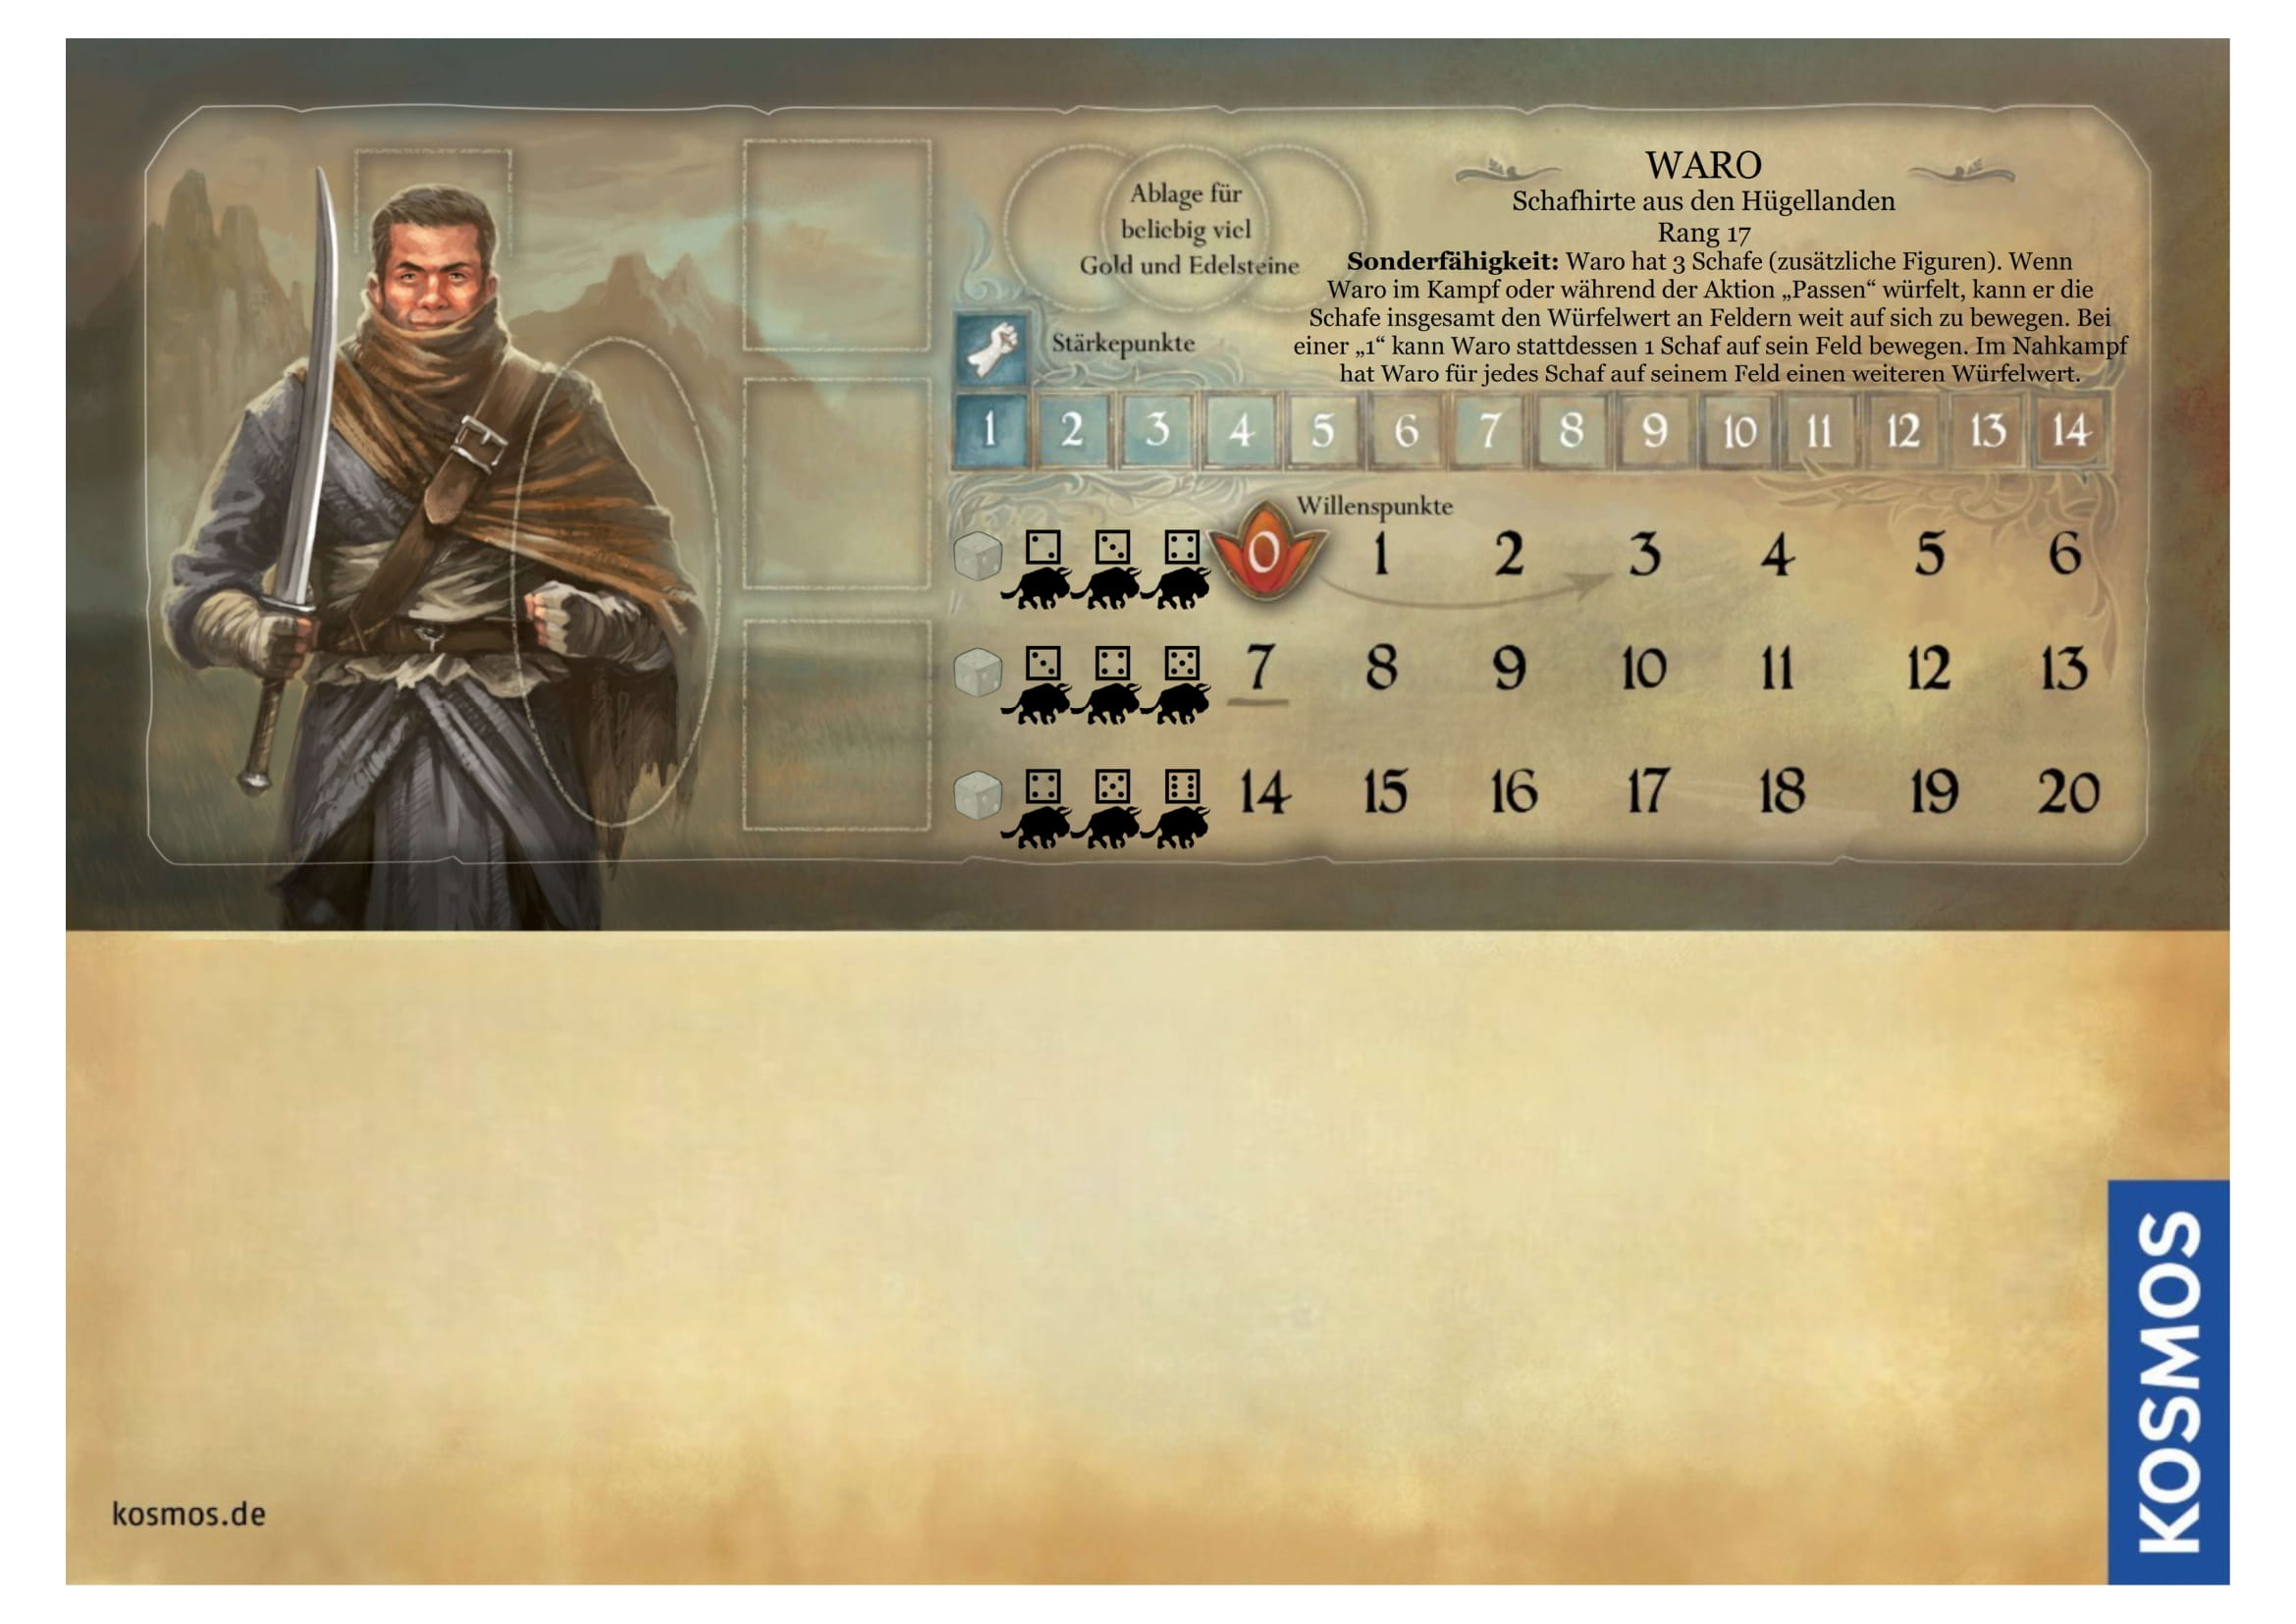 WARO
Schafhirte aus den Hügellanden
Rang 17
Sonderfähigkeit: Waro hat 3 Schafe (zusätzliche Figuren). Wenn
Waro im Kampf oder während der Aktion „Passen“ würfelt, kann er die
Schafe insgesamt den Würfelwert an Feldern weit auf sich zu bewegen. Bei
einer „1“ kann Waro stattdessen 1 Schaf auf sein Feld bewegen. Im Nahkampf
hat Waro für jedes Schaf auf seinem Feld einen weiteren Würfelwert.
Ablage für
beliebig viel
Gold und Edelsteine
Stärkepunkte
1 2 3 4 5 6 7 8 9 10 11 12 13 14
Willenspunkte
0 1 2 3 4 5 6
7 8 9 10 11 12 13
14 15 16 17 18 19 20
kosmos.de
KOSMOS